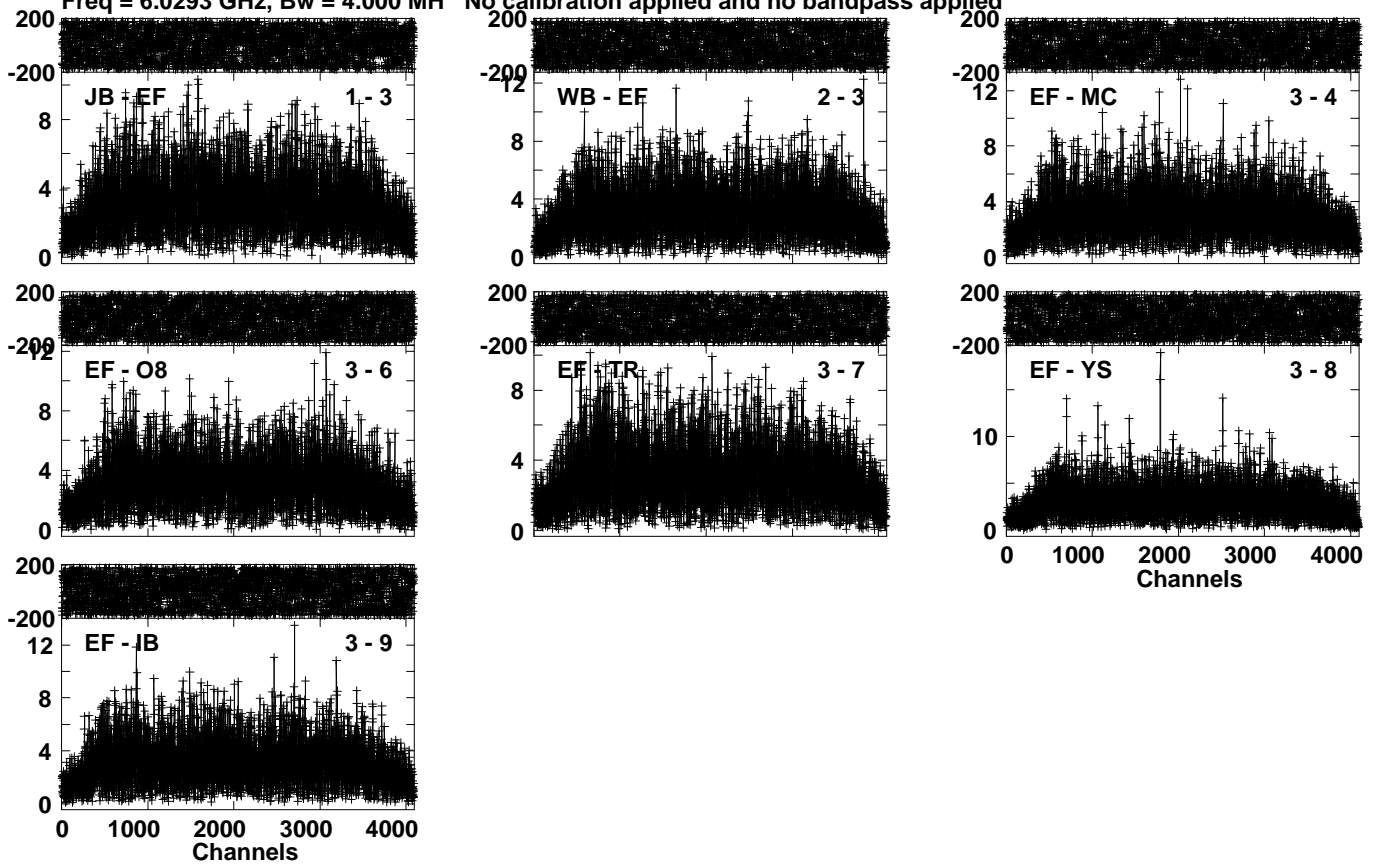 Freq = 6.0293 GHz, Bw = 4.000 MH No calibration applied and no bandpass applied
200 200 200
-200 -200 -200
JB - EF 1 - 3 WB - EF 2 - 3 EF - MC 3 - 4
12 12
8 8 8
4 4 4
0 0 0
200 200 200
-200 -200 -200
12
EF - O8 3 - 6 EF - TR 3 - 7 EF - YS 3 - 8
8 8 10
4 4
0 0 0
0 1000 2000 3000 4000
Channels
200
-200
EF - IB 3 - 9
12
8
4
0
0 1000 2000 3000 4000
Channels